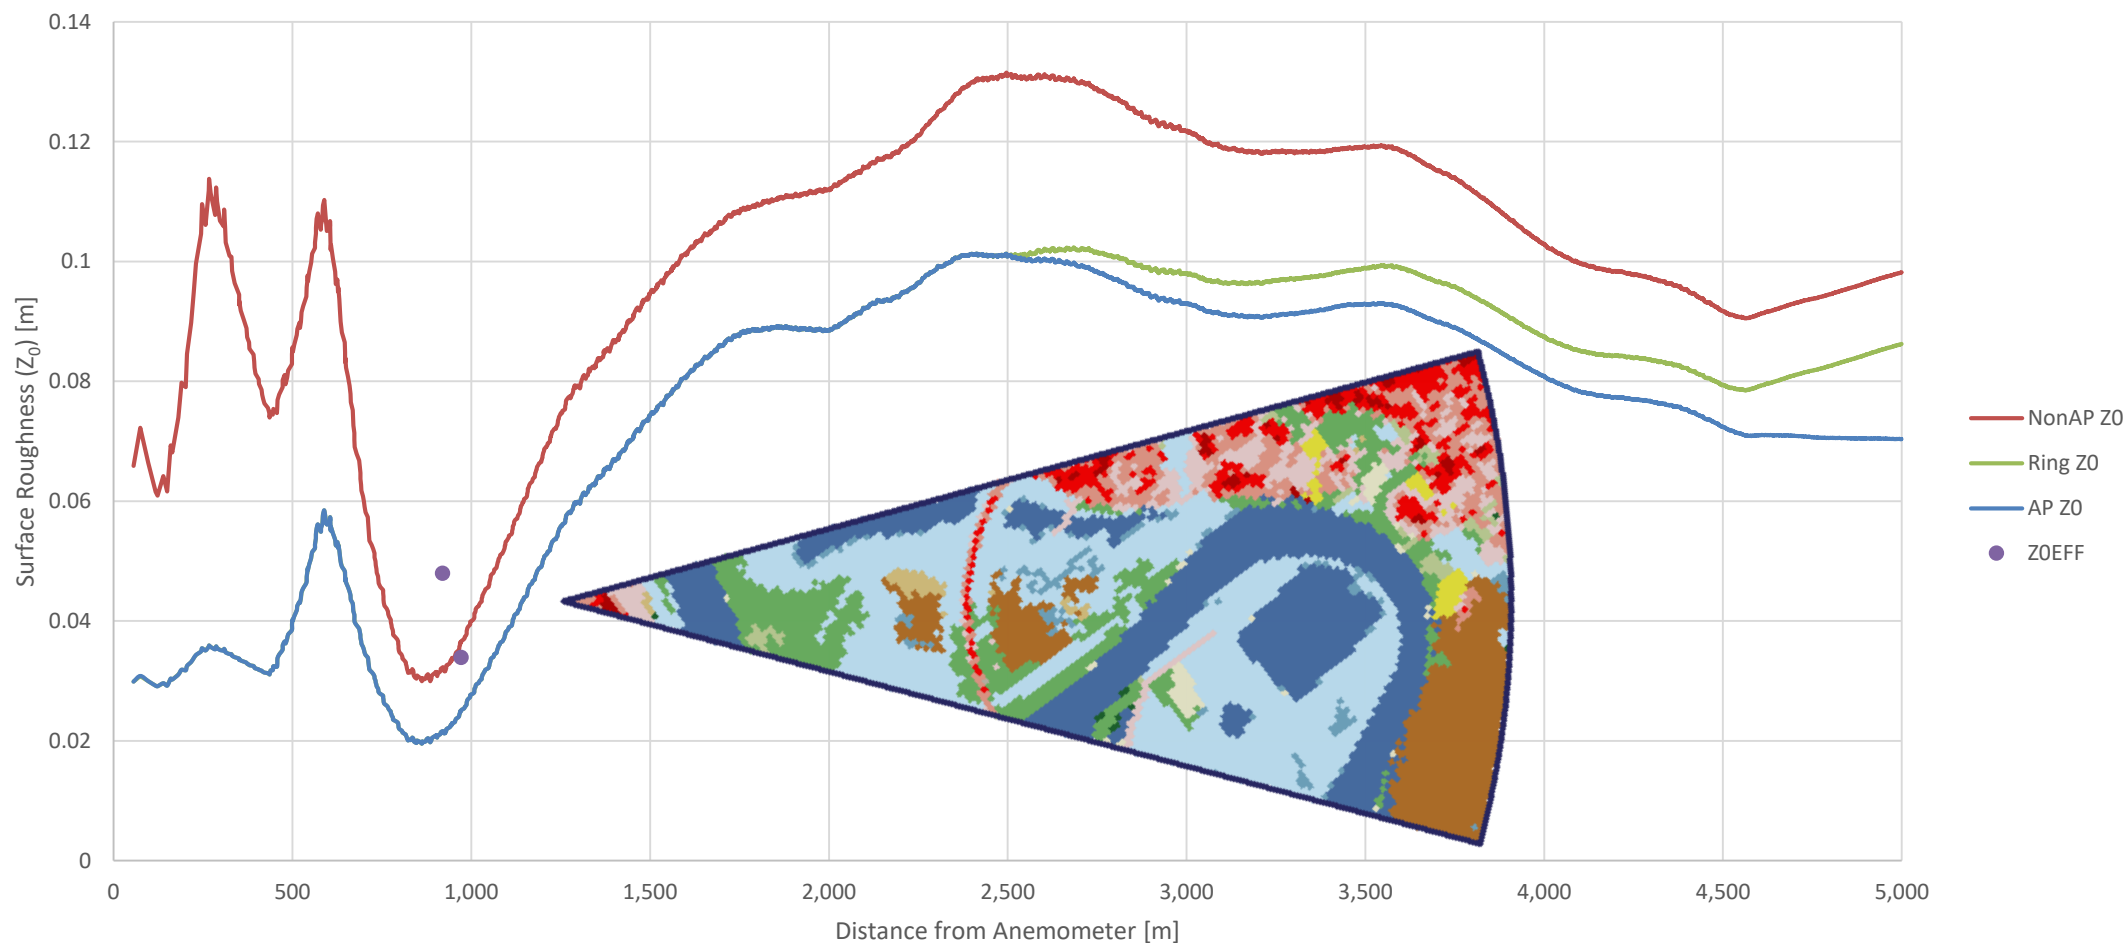 0.14
0.12
0.1
0.08
0.06
0.04
0.02
0
Surface Roughness (Z0) [m]
0 500 1,000 1,500 2,000 2,500 3,000 3,500 4,000 4,500 5,000
Distance from Anemometer [m]
NonAP Z0
Ring Z0
AP Z0
Z0EFF